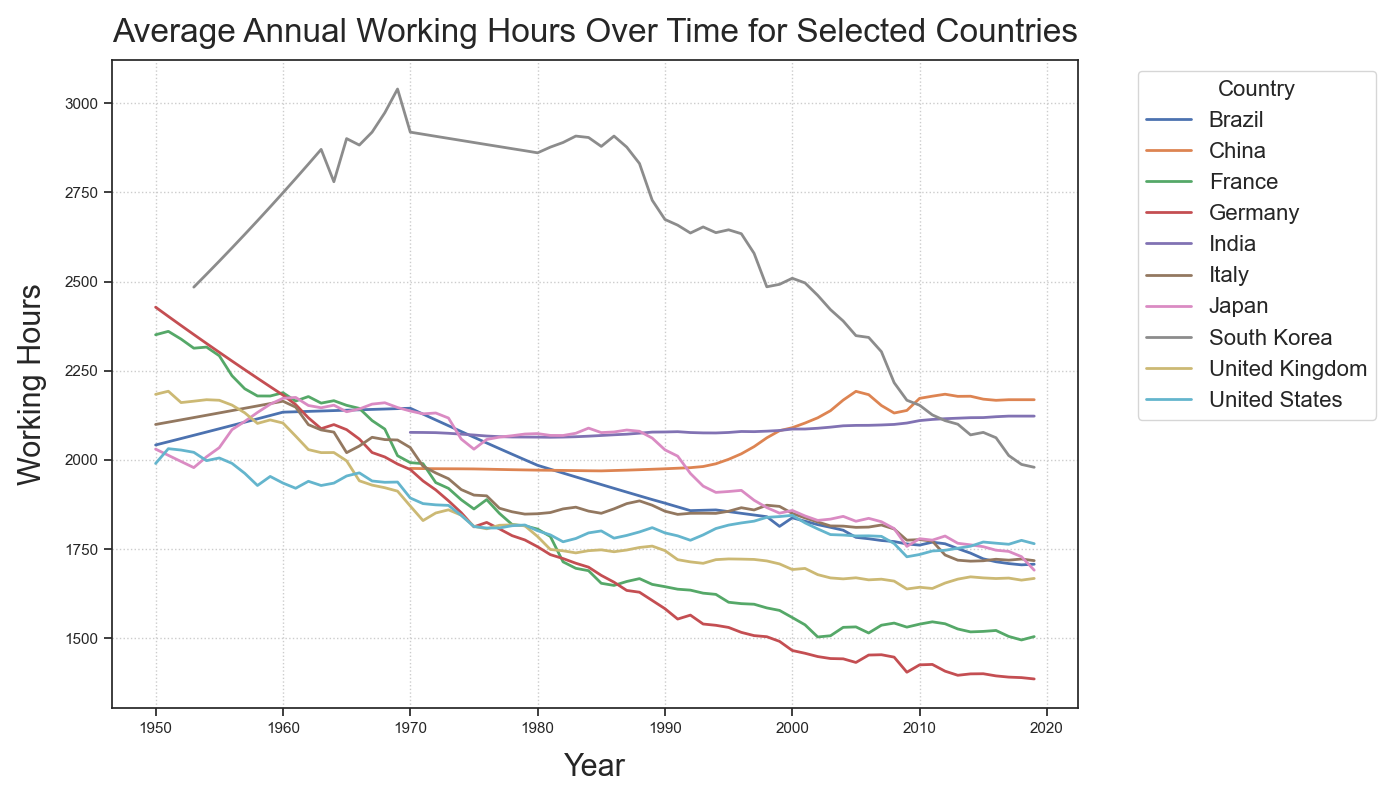 Average Annual Working Hours Over Time for Selected Countries
Working Hours
3000
2750
2500
2250
2000
1750
1500
1950 1960 1970 1980 1990 2000 2010 2020
Year
Country
Brazil
China
France
Germany
India
Italy
Japan
South Korea
United Kingdom
United States